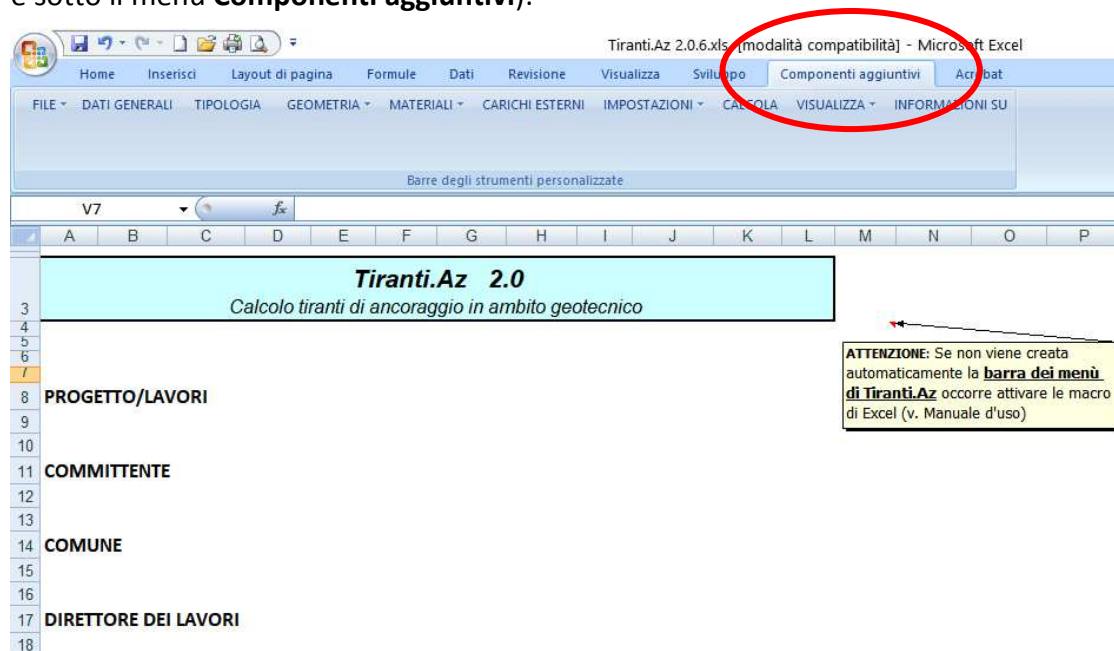 e sotto il menu Componenti aggiuntivi).
Tiranti.Az 2.0.6.xls [modalità compatibilità] - Microsoft Excel
Home Inserisci Layout di pagina Formule Dati Revisione Visualizza Sviluppo Componenti aggiuntivi Acrobat
FILE DATI GENERALI TIPOLOGIA GEOMETRIA MATERIALI CARICHI ESTERNI IMPOSTAZIONI CALCOLA VISUALIZZA INFORMAZIONI SU
Barre degli strumenti personalizzate
V7 fx
A B C D E F G H I J K L M N O P
Tiranti.Az 2.0
3 Calcolo tiranti di ancoraggio in ambito geotecnico
4
5
6
7
8 PROGETTO/LAVORI
9
10
11 COMMITTENTE
12
13
14 COMUNE
15
16
17 DIRETTORE DEI LAVORI
18
ATTENZIONE: Se non viene creata
automaticamente la barra dei menù
di Tiranti.Az occorre attivare le macro
di Excel (v. Manuale d'uso)